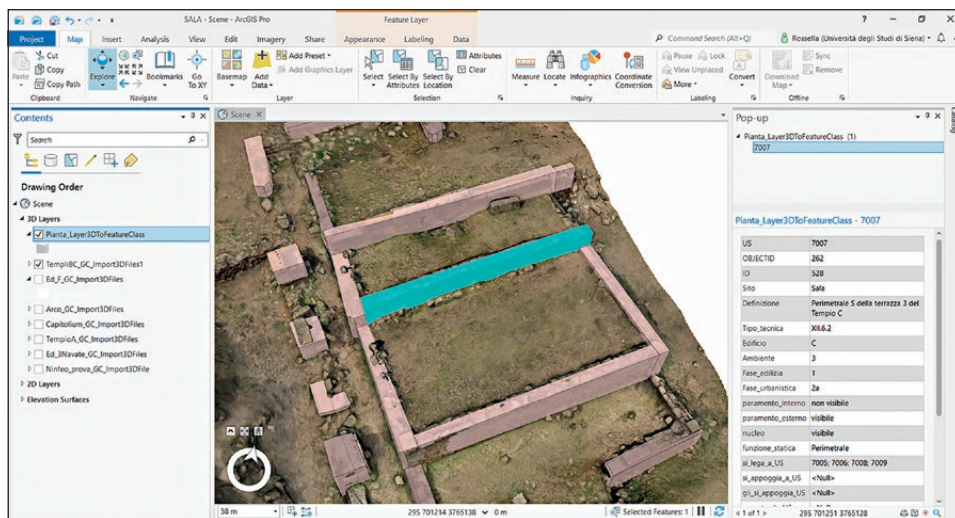 SALA - Scene - ArcGIS Pro
Feature Layer
Project Map Insert Analysis View Edit Imagery Share Appearance Labeling Data
Command Search (Alt+Q)
Rossella (Università degli Studi di Siena)
Paste
Cut
Copy
Copy Path
Clipboard
Explore
Bookmarks
Go To XY
Navigate
Basemap
Add Data
Add Preset
Add Graphics Layer
Layer
Select
Select By Attributes
Select By Location
Attributes
Clear
Selection
Measure
Locate
Infographics
Coordinate Conversion
Inquiry
Pause
Lock
View Unplaced
More
Labeling
Convert
Download Map
Sync
Remove
Offline
Contents
Search
Drawing Order
Scene
3D Layers
Pianta_Layer3DToFeatureClass
TempliBC_GC_Import3DFiles1
Ed_F_GC_Import3DFiles
Arco_GC_Import3DFiles
Capitolium_GC_Import3DFiles
TempioA_GC_Import3DFiles
Ed_3Navate_GC_Import3DFiles
Ninfeo_prova_GC_Import3DFile
2D Layers
Elevation Surfaces
Scene
58 m
29S 701214 3765138
0 m
Selected Features: 1
Catalog
Pop-up
Pianta_Layer3DToFeatureClass (1)
7007
Pianta_Layer3DToFeatureClass - 7007
US 7007
OBJECTID 262
ID 528
Sito Sala
Definizione Perimetrale S della terrazza 3 del
Tempio C
Tipo_tecnica XII.6.2
Edificio C
Ambiente 3
Fase_edilizia 1
Fase_urbanistica 2a
paramento_interno non visibile
paramento_esterno visibile
nucleo visibile
funzione_statica Perimetrale
si_lega_a_US 7005; 7006; 7008; 7009
si_appoggia_a_US <Null>
gli_si_appoggia_US <Null>
1 of 1
29S 701251 3765128